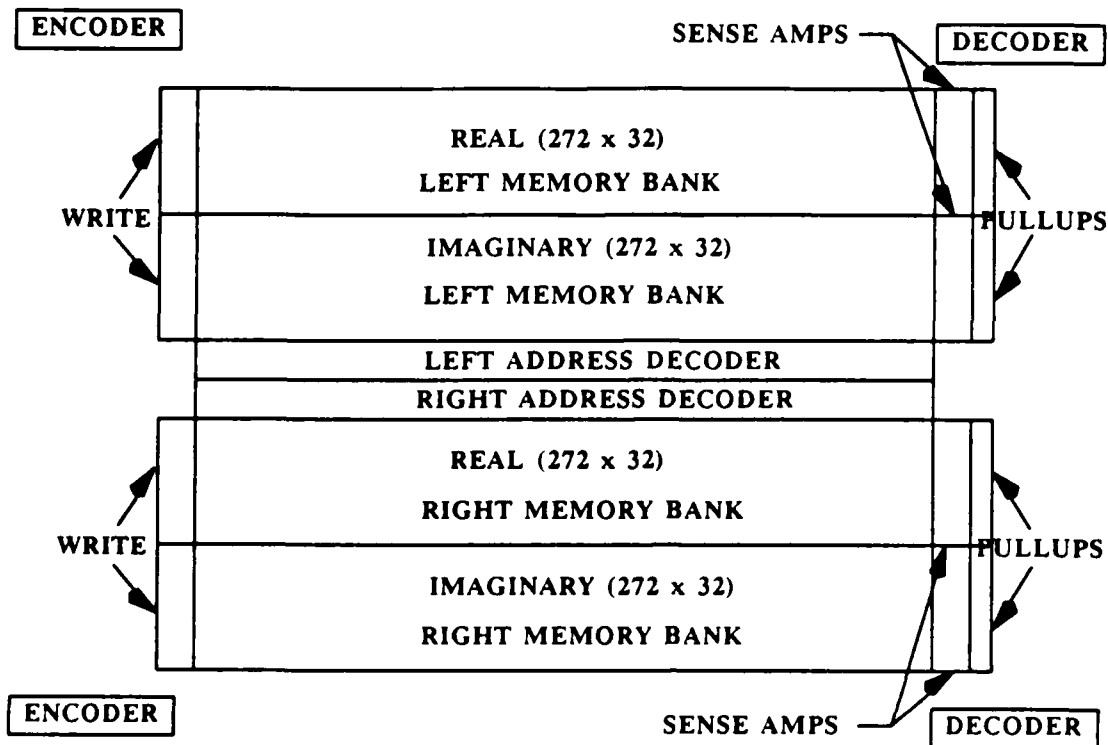 ENCODER
SENSE AMPS
DECODER
REAL (272 x 32)
LEFT MEMORY BANK
WRITE
PULLUPS
IMAGINARY (272 x 32)
LEFT MEMORY BANK
LEFT ADDRESS DECODER
RIGHT ADDRESS DECODER
REAL (272 x 32)
RIGHT MEMORY BANK
WRITE
PULLUPS
IMAGINARY (272 x 32)
RIGHT MEMORY BANK
ENCODER
SENSE AMPS
DECODER